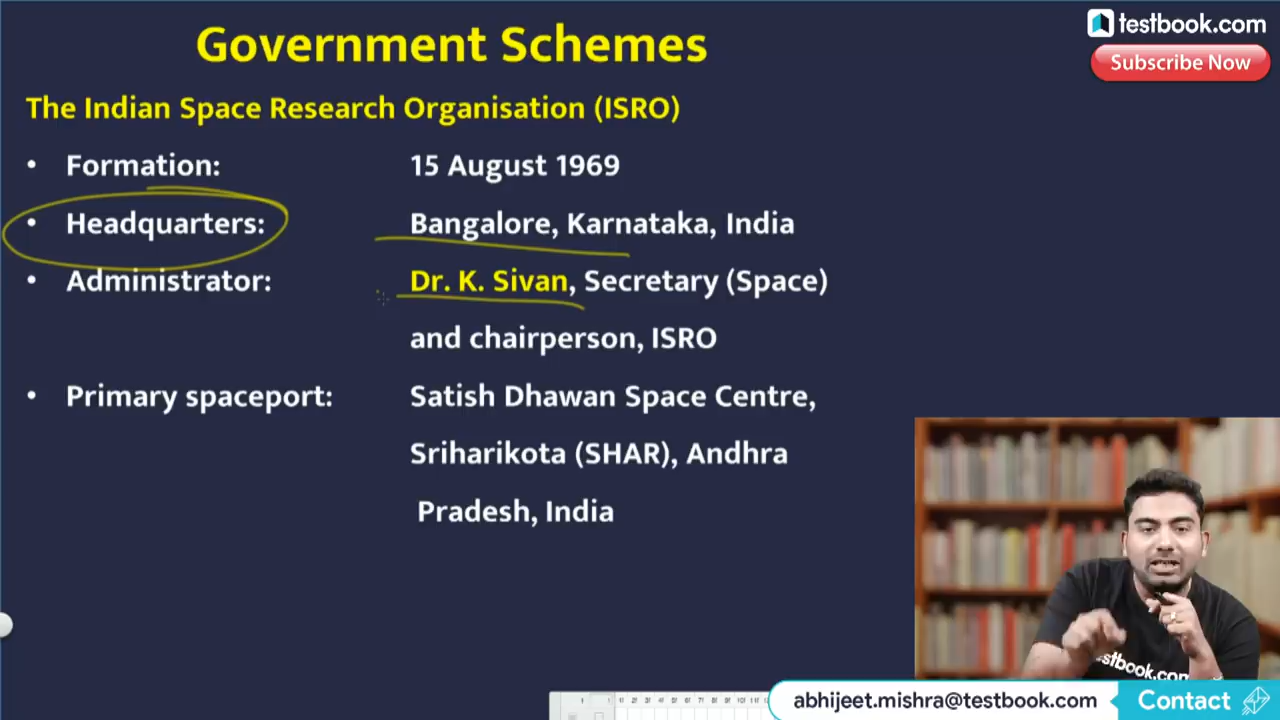 Government Schemes
testbook.com
Subscribe Now
The Indian Space Research Organisation (ISRO)
• Formation: 15 August 1969
• Headquarters: Bangalore, Karnataka, India
• Administrator: Dr. K. Sivan, Secretary (Space)
and chairperson, ISRO
• Primary spaceport: Satish Dhawan Space Centre,
Sriharikota (SHAR), Andhra
Pradesh, India
testbook.com
abhijeet.mishra@testbook.com Contact